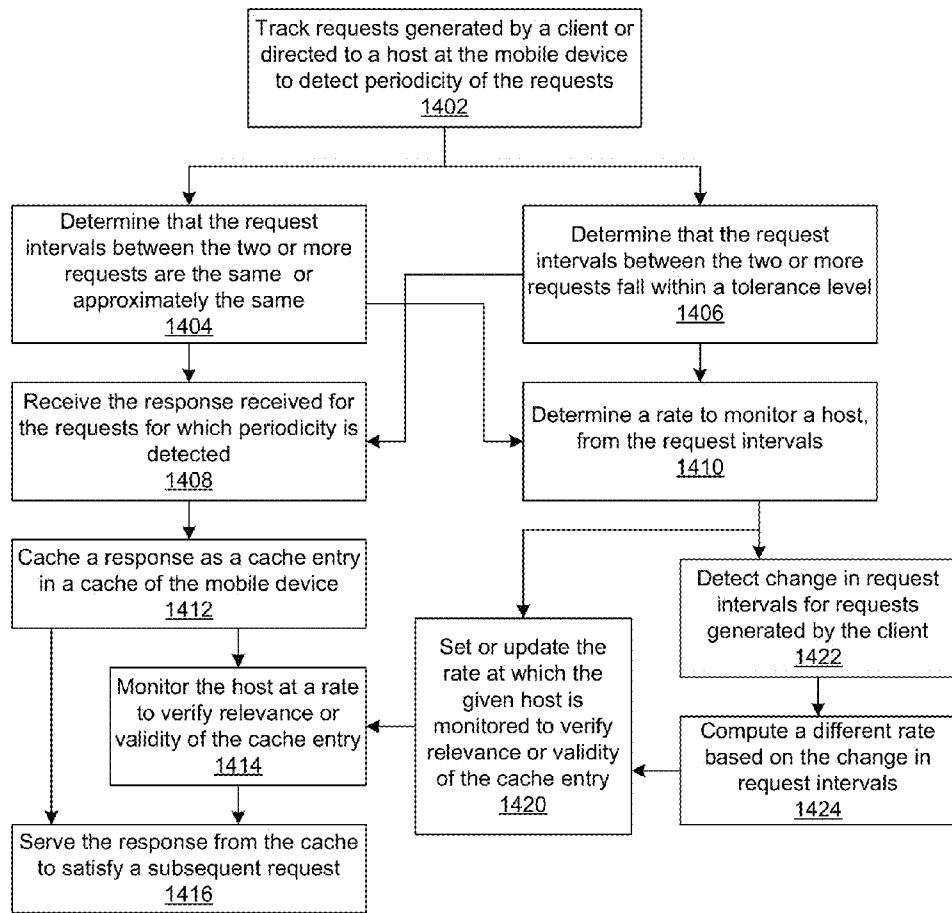 Track requests generated by a client or
directed to a host at the mobile device
to detect periodicity of the requests
1402
Determine that the request
intervals between the two or more
requests are the same or
approximately the same
1404
Determine that the request
intervals between the two or more
requests fall within a tolerance level
1406
Receive the response received for
the requests for which periodicity is
detected
1408
Determine a rate to monitor a host,
from the request intervals
1410
Cache a response as a cache entry
in a cache of the mobile device
1412
Detect change in request
intervals for requests
generated by the client
1422
Set or update the
rate at which the
given host is
monitored to verify
relevance or validity
of the cache entry
1420
Monitor the host at a rate
to verify relevance or
validity of the cache entry
1414
Compute a different rate
based on the change in
request intervals
1424
Serve the response from the cache
to satisfy a subsequent request
1416